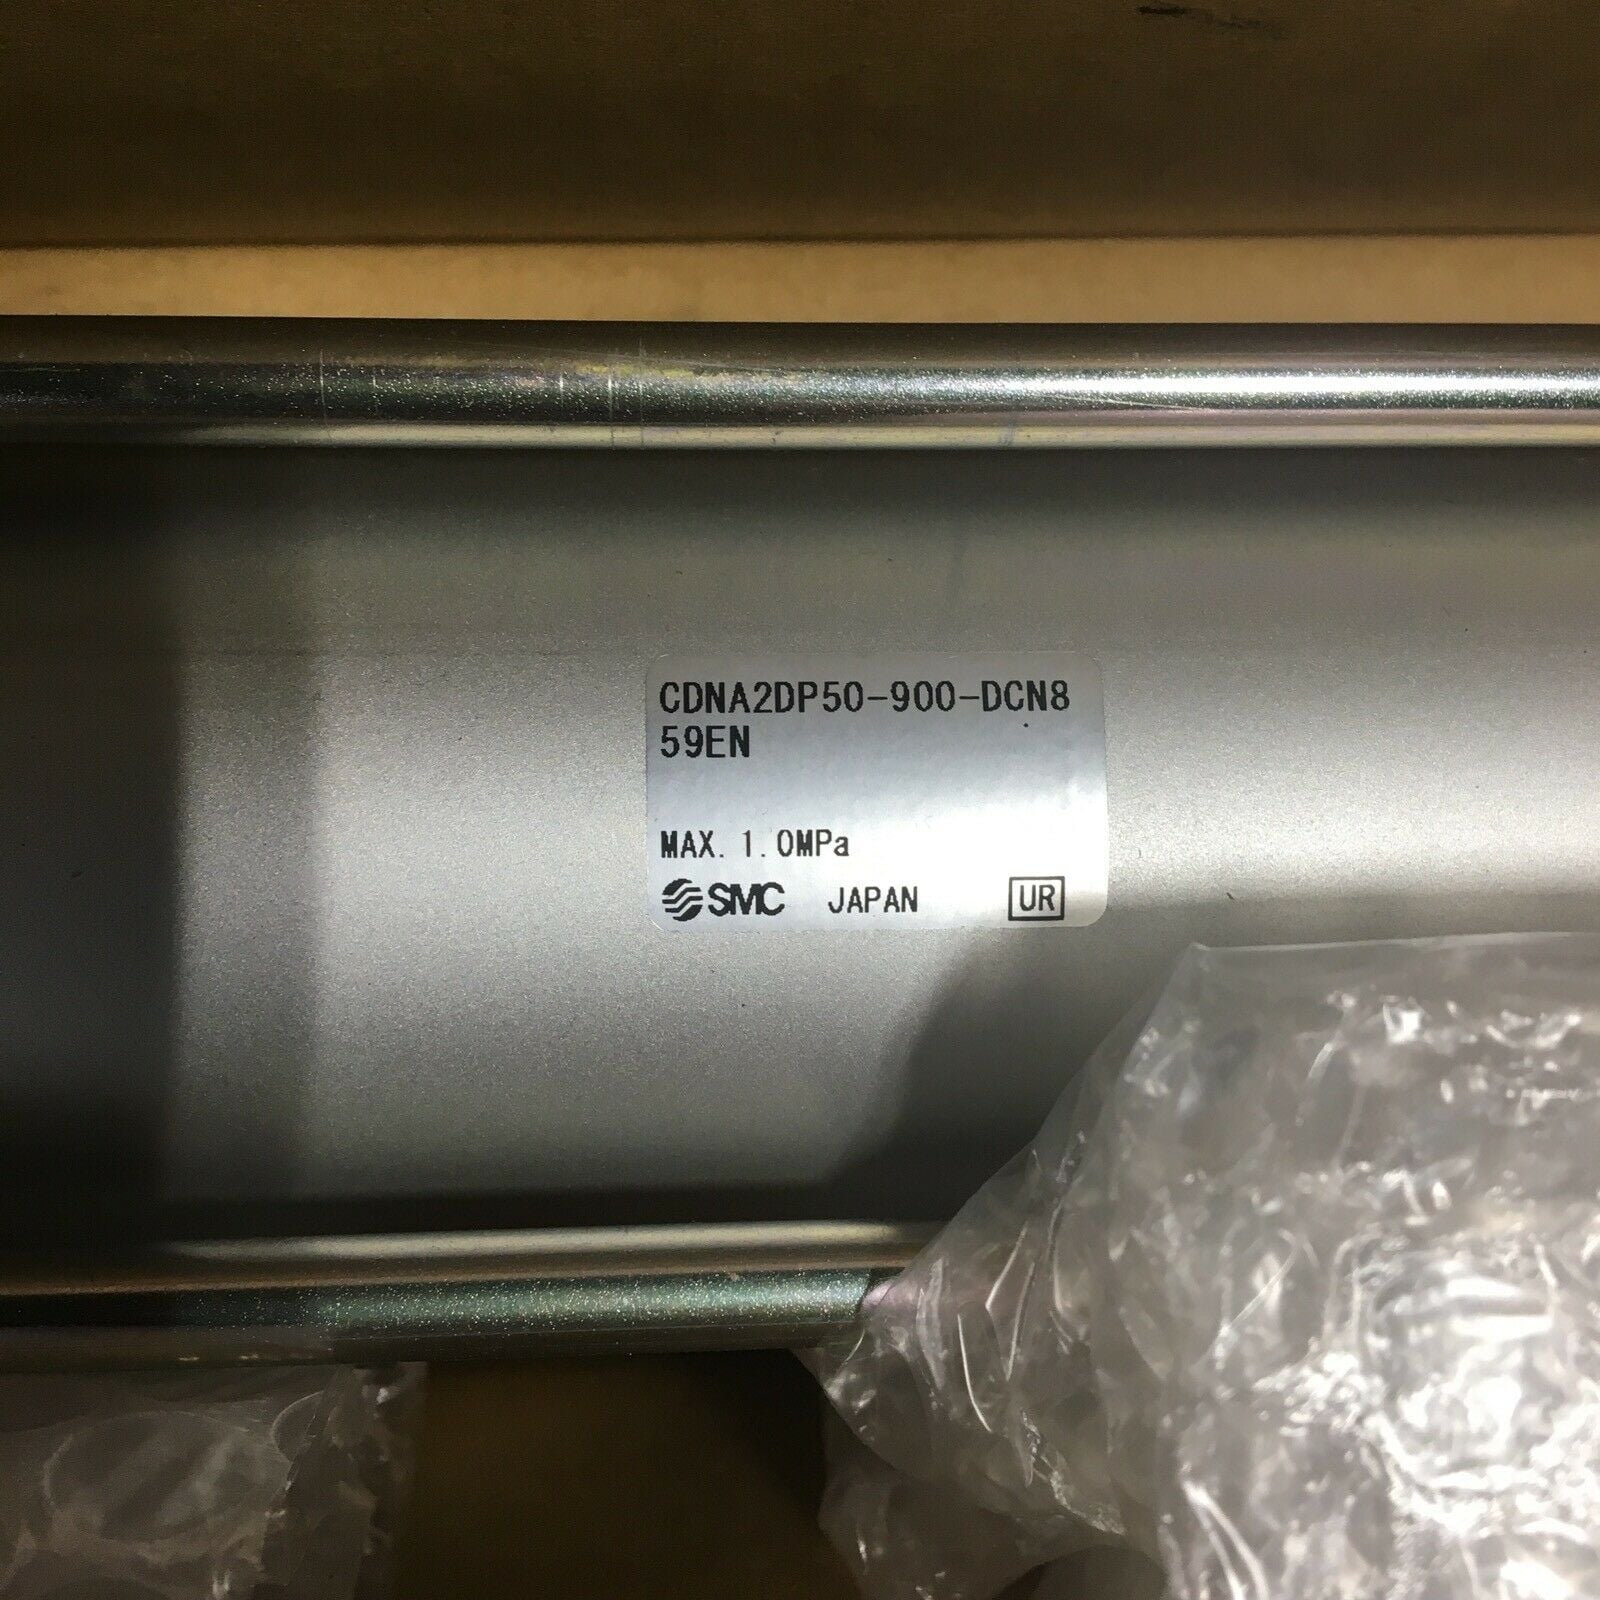 CDNA2DP50-900-DCN8
59EN
MAX. 1.0MPa
SMC JAPAN UR